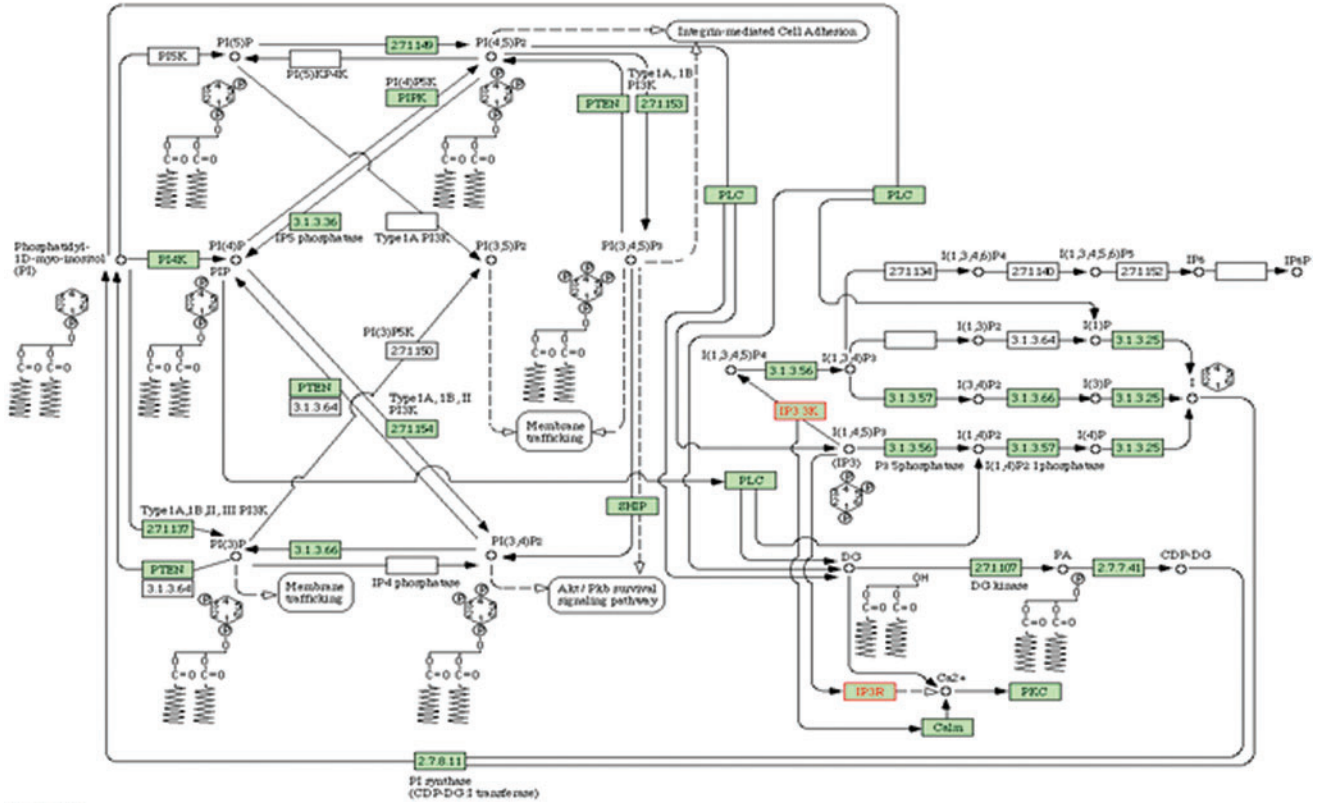 Integrin-mediated Cell Adhesion
PI(5)P
PI(4,5)P2
PI5K
2.7.1.149
PI(5)KP4K
PI(4)P5K
PIPK
Type 1A, 1B
PI3K
PTEN
2.7.1.153
PLC
PLC
3.1.3.36
IP5 phosphatase
Type 1A PI3K
Phosphatidyl-
1D-myo-inositol
(PI)
PI4K
PI(4)P
PIP
PI(3,5)P2
PI(3,4,5)P3
I(1,3,4,6)P4
I(1,3,4,5,6)P5
IP6
IP6P
2.7.1.134
2.7.1.140
2.7.1.152
PI(3)P5K
2.7.1.150
I(1,3)P2
I(1)P
3.1.3.64
3.1.3.25
I(1,3,4,5)P4
I(1,3,4)P3
3.1.3.56
PTEN
3.1.3.64
Type 1A, 1B, II
PI3K
2.7.1.154
Membrane
trafficking
IP3 3K
I(3,4)P2
I(3)P
3.1.3.57
3.1.3.66
3.1.3.25
I(1,4,5)P3
(IP3)
3.1.3.56
P3 5phosphatase
I(1,4)P2
3.1.3.57
I(1,4)P2 1phosphatase
I(4)P
3.1.3.25
PLC
SHIP
Type 1A,1B,II, III PI3K
2.7.1.137
PI(3)P
3.1.3.66
PI(3,4)P2
IP4 phosphatase
PTEN
3.1.3.64
Membrane
trafficking
Akt / Pkb survival
signaling pathway
DG
2.7.1.107
DG kinase
PA
2.7.7.41
CDP-DG
OH
IP3R
Ca2+
PKC
Calm
2.7.8.11
PI synthase
(CDP-DG I transferase)